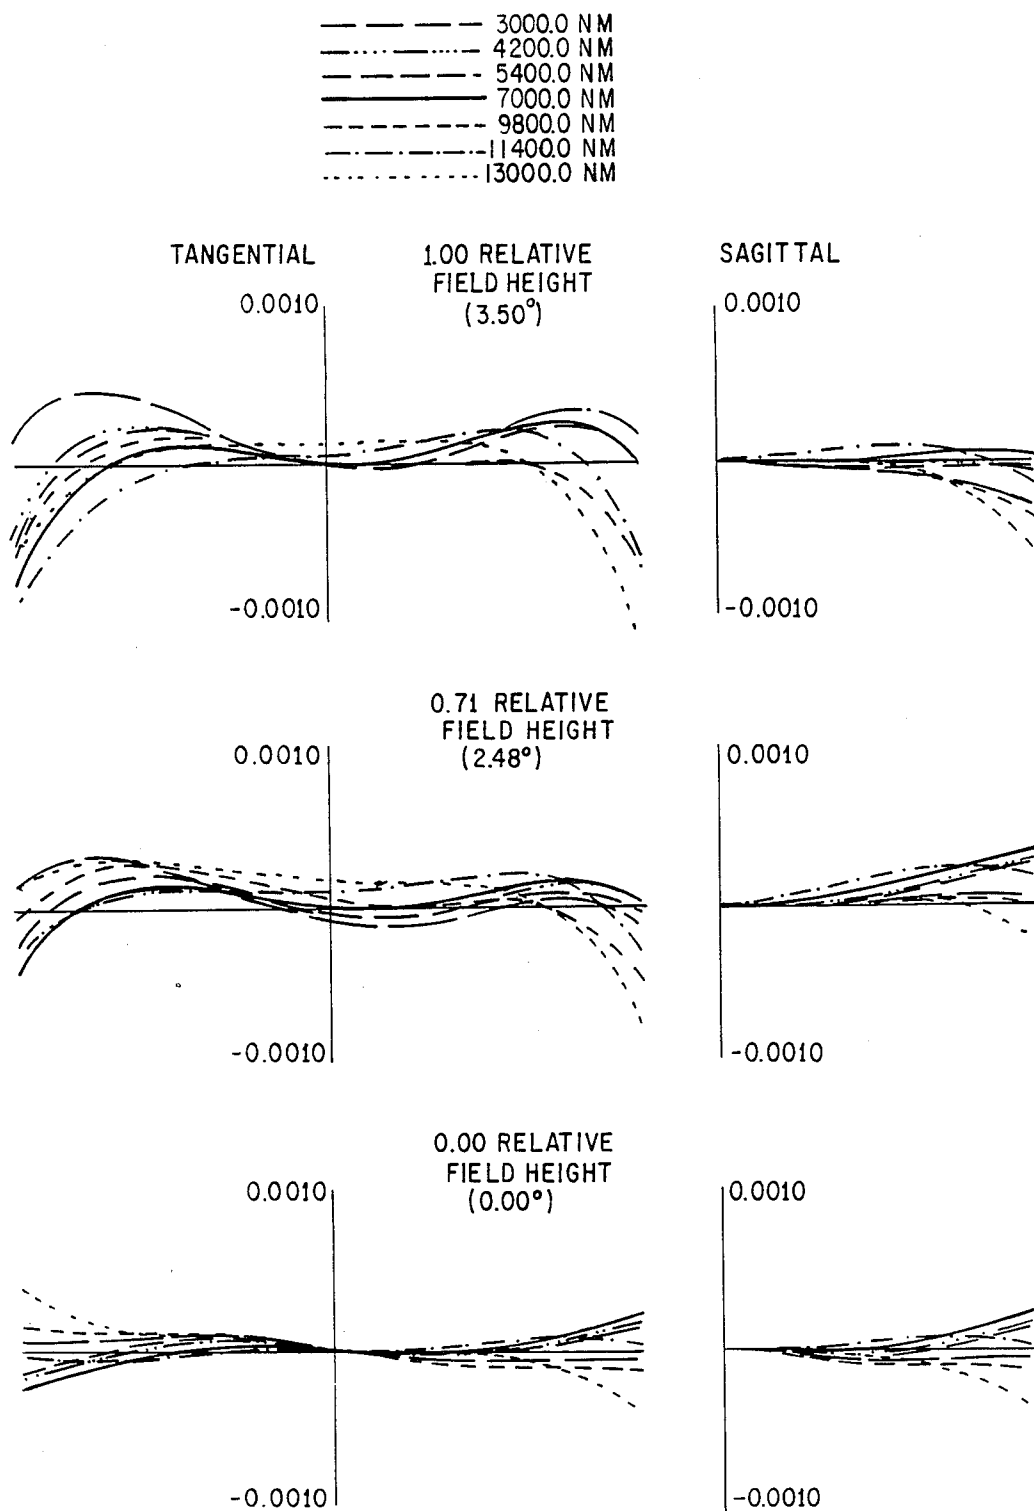 3000.0 NM
4200.0 NM
5400.0 NM
7000.0 NM
9800.0 NM
11400.0 NM
13000.0 NM
TANGENTIAL
1.00 RELATIVE
FIELD HEIGHT
(3.50°)
SAGITTAL
0.0010
0.0010
-0.0010
-0.0010
0.71 RELATIVE
FIELD HEIGHT
(2.48°)
0.0010
0.0010
-0.0010
-0.0010
0.00 RELATIVE
FIELD HEIGHT
(0.00°)
0.0010
0.0010
-0.0010
-0.0010